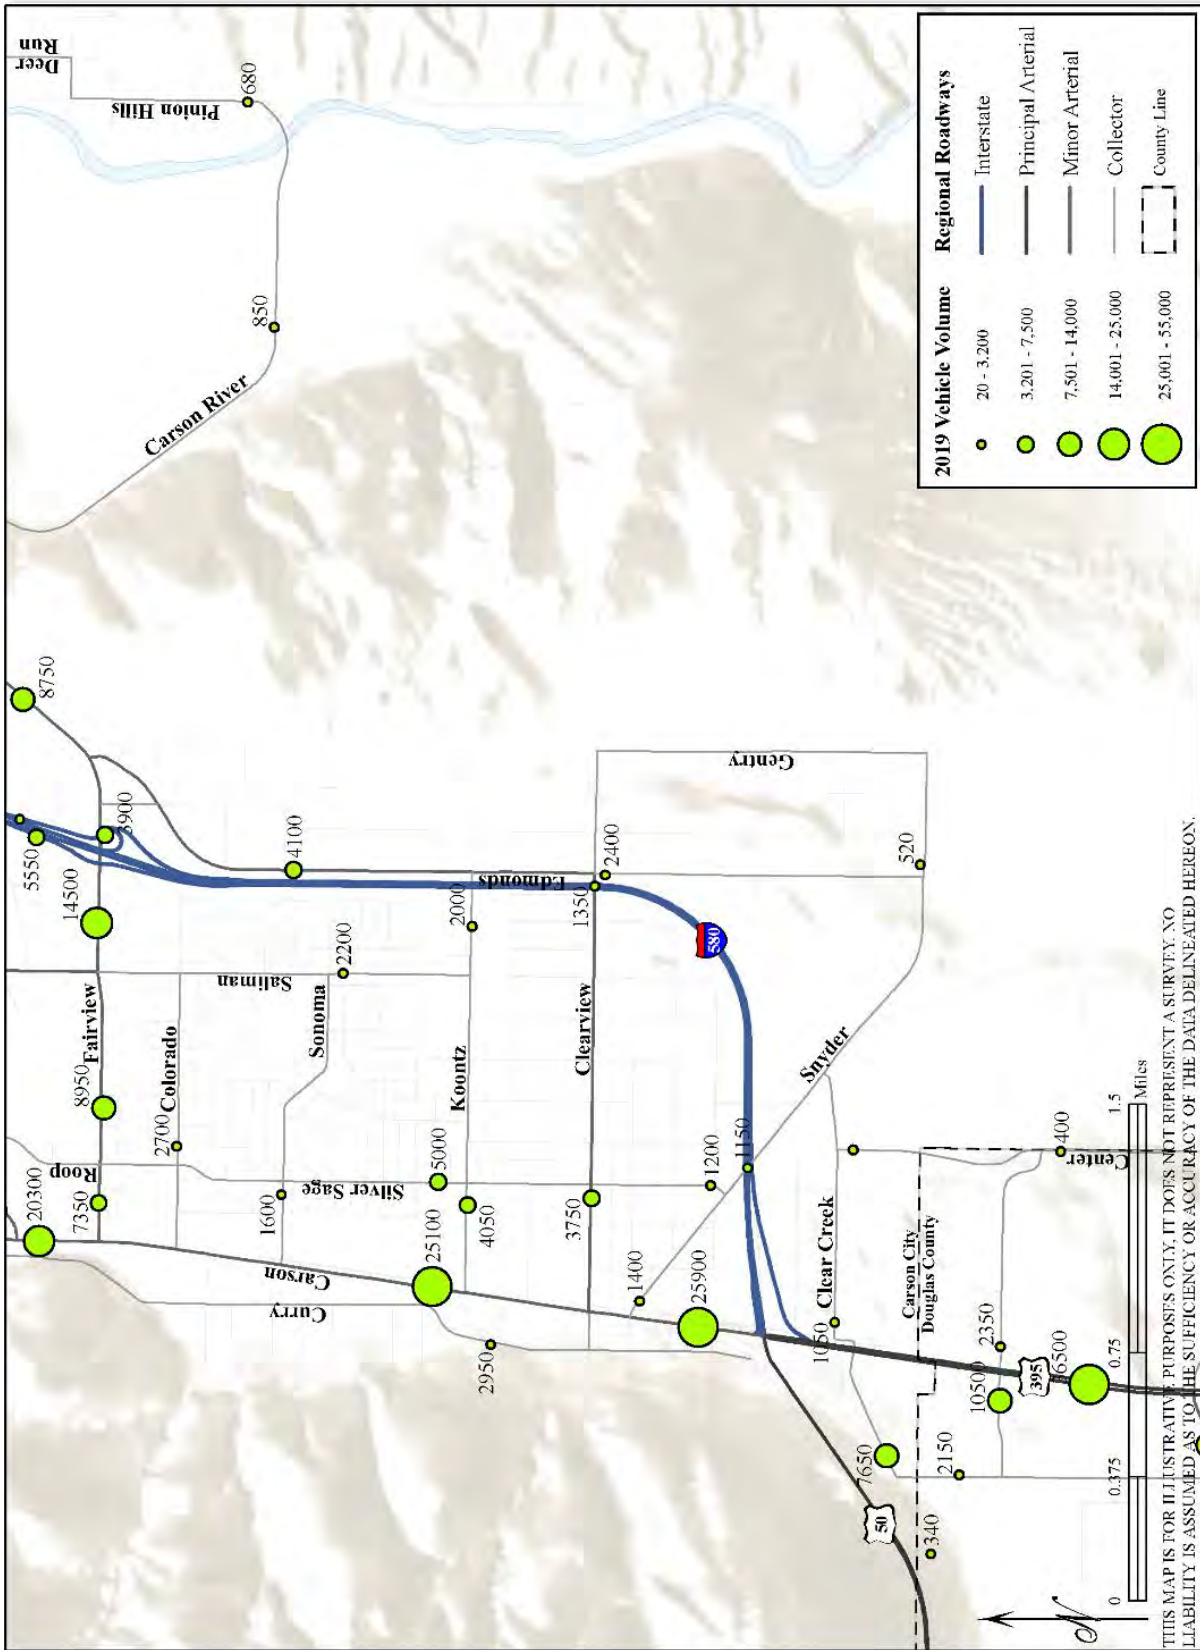 Deer
Run
Pinion Hills
680
850
Carson River
8750
5550
3900
14500
Fairview
8950
Roop
7350
20300
Colorado
2700
Saliman
4100
2200
Sonoma
1600
Silver Sage
Carson
Curry
Edmonds
2000
Koontz
5000
4050
25100
2950
2400
1350
Clearview
3750
Gentry
580
1400
1200
1150
25900
Snyder
520
Clear Creek
1050
7650
50
Carson City
Douglas County
340
2150
2350
10500
395
400
Center
2019 Vehicle Volume
20 - 3,200
3,201 - 7,500
7,501 - 14,000
14,001 - 25,000
25,001 - 55,000
Regional Roadways
Interstate
Principal Arterial
Minor Arterial
Collector
County Line
N
0 0.375 0.75 1.5
Miles
THIS MAP IS FOR ILLUSTRATIVE PURPOSES ONLY, IT DOES NOT REPRESENT A SURVEY. NO
LIABILITY IS ASSUMED AS TO THE SUFFICIENCY OR ACCURACY OF THE DATA DELINEATED HEREON.